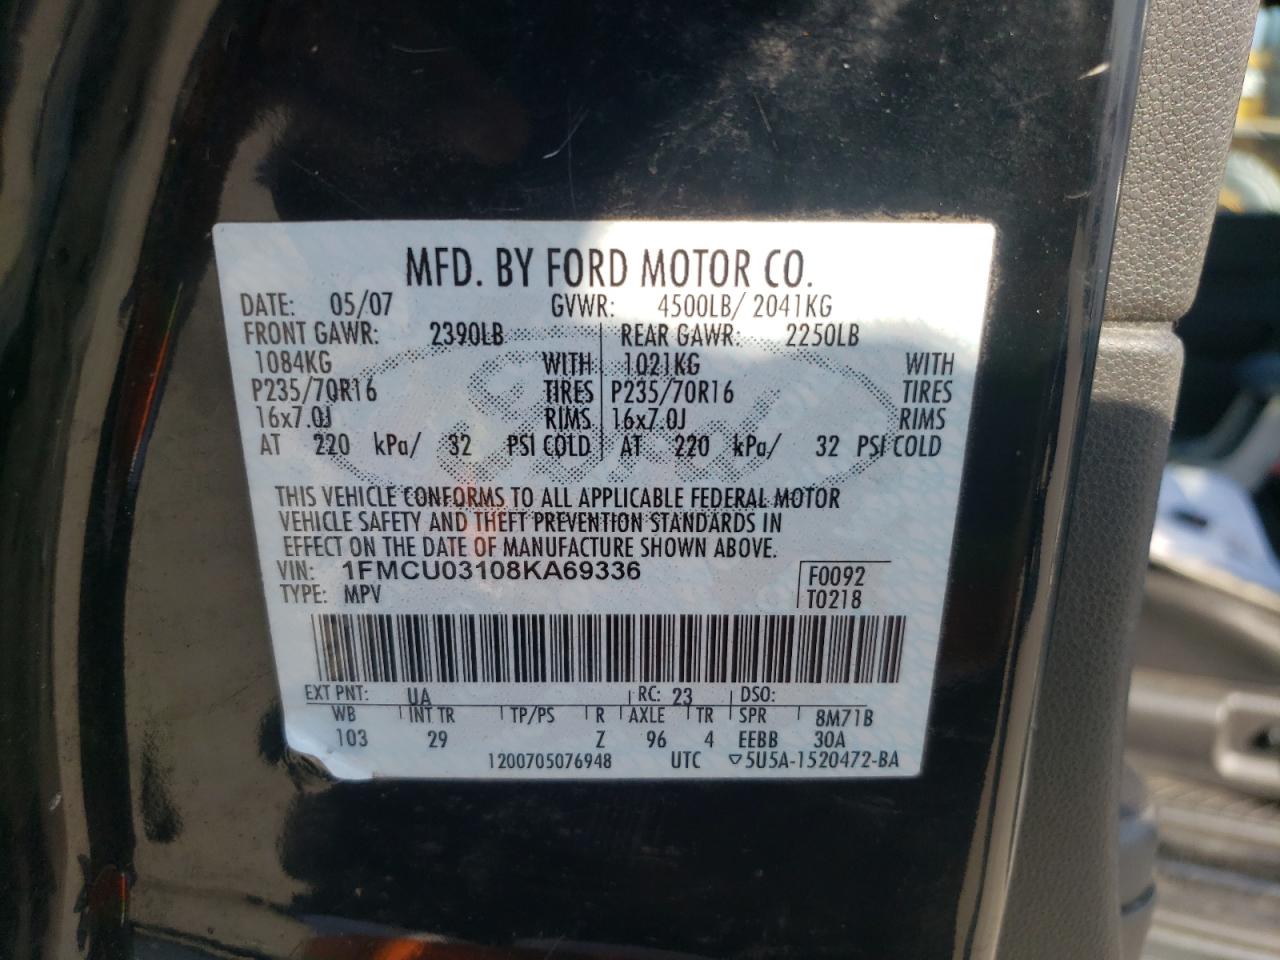 MFD. BY FORD MOTOR CO.
DATE: 05/07 GVWR: 4500LB/ 2041KG
FRONT GAWR: 2390LB REAR GAWR: 2250LB
1084KG WITH 1021KG WITH
P235/70R16 TIRES P235/70R16 TIRES
16x7.0J RIMS 16x7.0J RIMS
AT 220 kPa/ 32 PSI COLD AT 220 kPa/ 32 PSI COLD
THIS VEHICLE CONFORMS TO ALL APPLICABLE FEDERAL MOTOR
VEHICLE SAFETY AND THEFT PREVENTION STANDARDS IN
EFFECT ON THE DATE OF MANUFACTURE SHOWN ABOVE.
VIN: 1FMCU03108KA69336 F0092
TYPE: MPV T0218
EXT PNT: UA RC: 23 DSO:
WB INT TR TP/PS R AXLE TR SPR 8M71B
103 29 Z 96 4 EEBB 30A
1200705076948 UTC ▽5U5A-1520472-BA